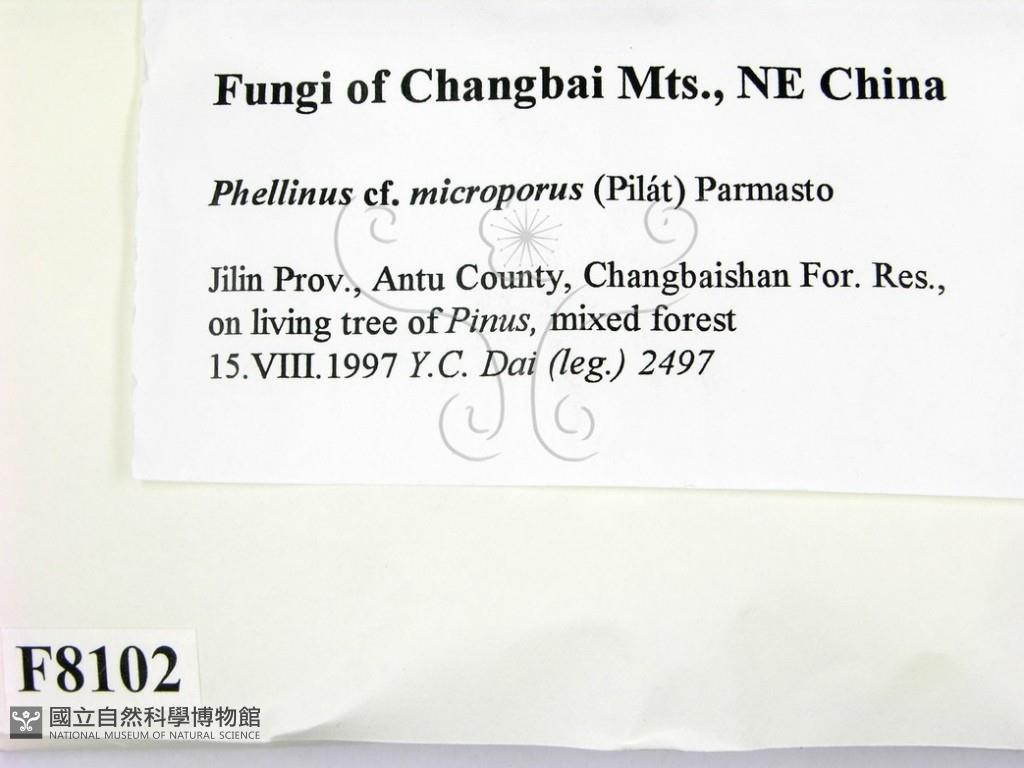 Fungi of Changbai Mts., NE China
Phellinus cf. microporus (Pilát) Parmasto
Jilin Prov., Antu County, Changbaishan For. Res.,
on living tree of Pinus, mixed forest
15.VIII.1997 Y.C. Dai (leg.) 2497
F8102
國立自然科學博物館
NATIONAL MUSEUM OF NATURAL SCIENCE